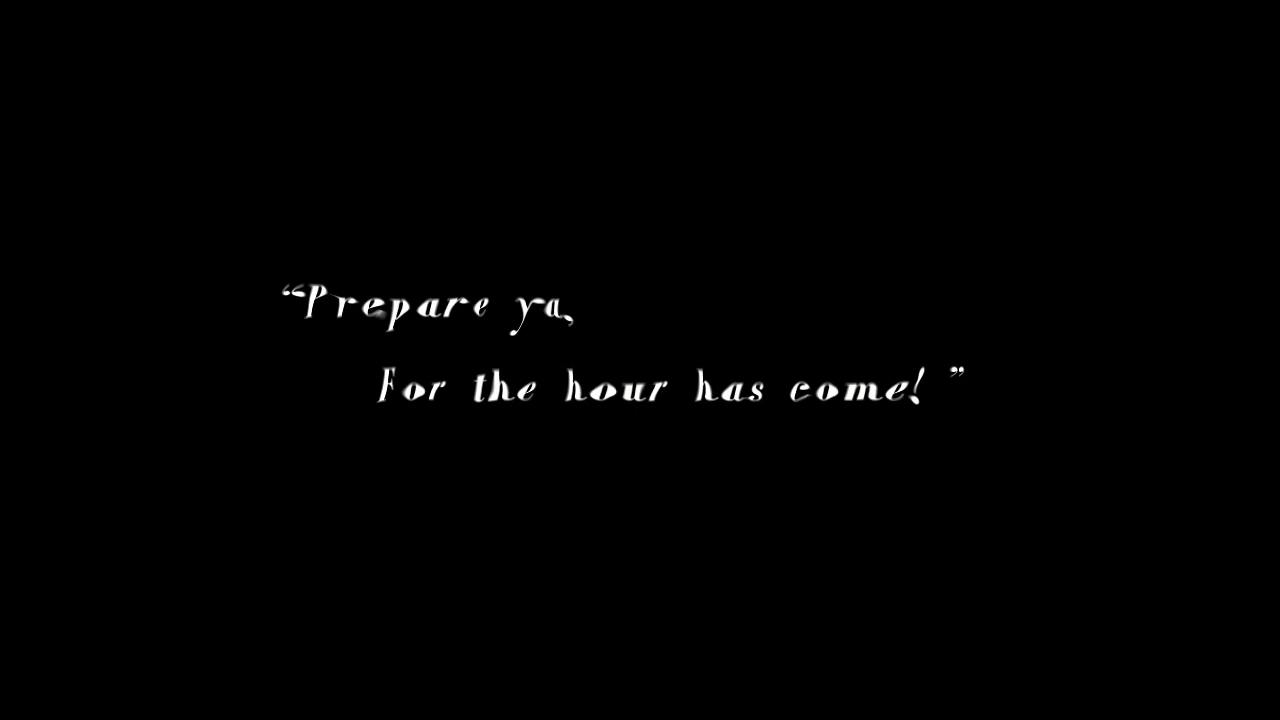 “Prepare ya,
For the hour has come! ”